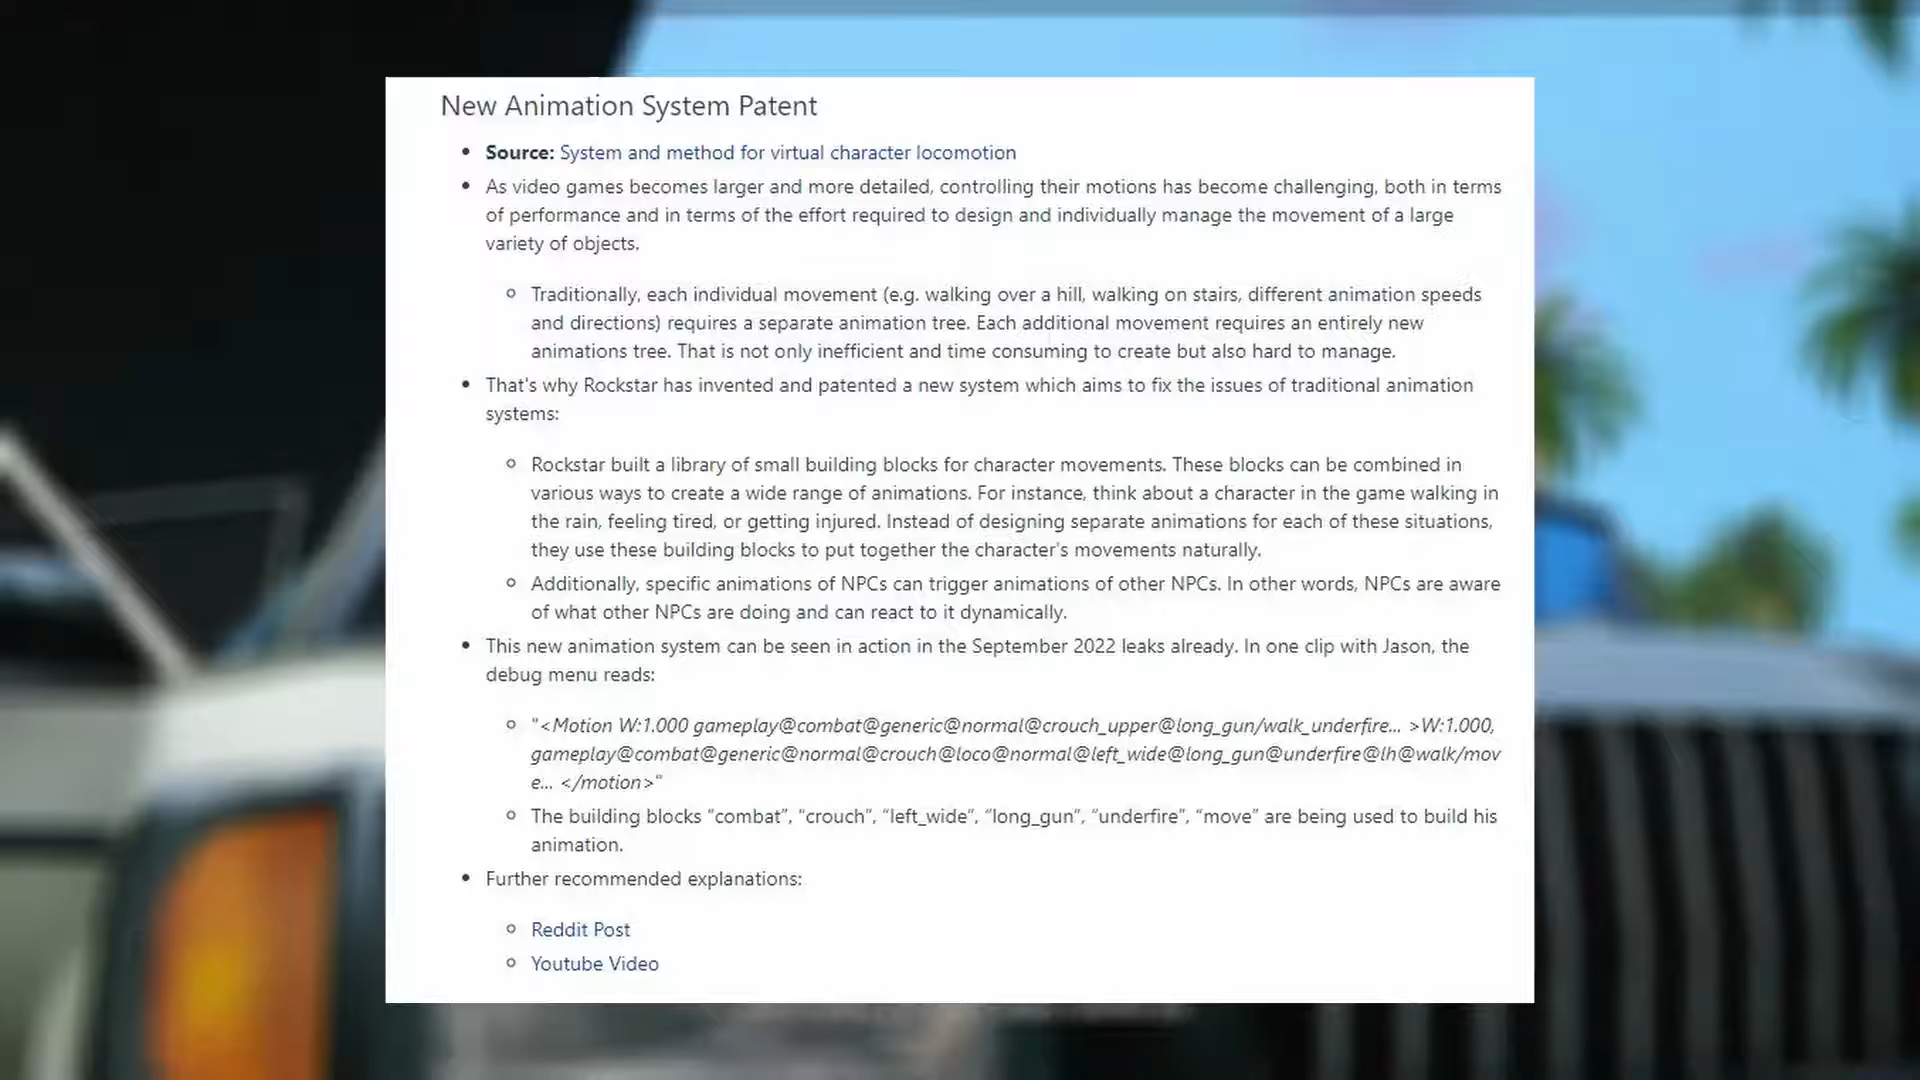 New Animation System Patent
• Source: System and method for virtual character locomotion
• As video games becomes larger and more detailed, controlling their motions has become challenging, both in terms
of performance and in terms of the effort required to design and individually manage the movement of a large
variety of objects.
◦ Traditionally, each individual movement (e.g. walking over a hill, walking on stairs, different animation speeds
and directions) requires a separate animation tree. Each additional movement requires an entirely new
animations tree. That is not only inefficient and time consuming to create but also hard to manage.
• That's why Rockstar has invented and patented a new system which aims to fix the issues of traditional animation
systems:
◦ Rockstar built a library of small building blocks for character movements. These blocks can be combined in
various ways to create a wide range of animations. For instance, think about a character in the game walking in
the rain, feeling tired, or getting injured. Instead of designing separate animations for each of these situations,
they use these building blocks to put together the character's movements naturally.
◦ Additionally, specific animations of NPCs can trigger animations of other NPCs. In other words, NPCs are aware
of what other NPCs are doing and can react to it dynamically.
• This new animation system can be seen in action in the September 2022 leaks already. In one clip with Jason, the
debug menu reads:
◦ "<Motion W:1.000 gameplay@combat@generic@normal@crouch_upper@long_gun/walk_underfire... >W:1.000,
gameplay@combat@generic@normal@crouch@loco@normal@left_wide@long_gun@underfire@lh@walk/mov
e... </motion>"
◦ The building blocks “combat”, “crouch”, “left_wide”, “long_gun”, “underfire”, “move” are being used to build his
animation.
• Further recommended explanations:
◦ Reddit Post
◦ Youtube Video